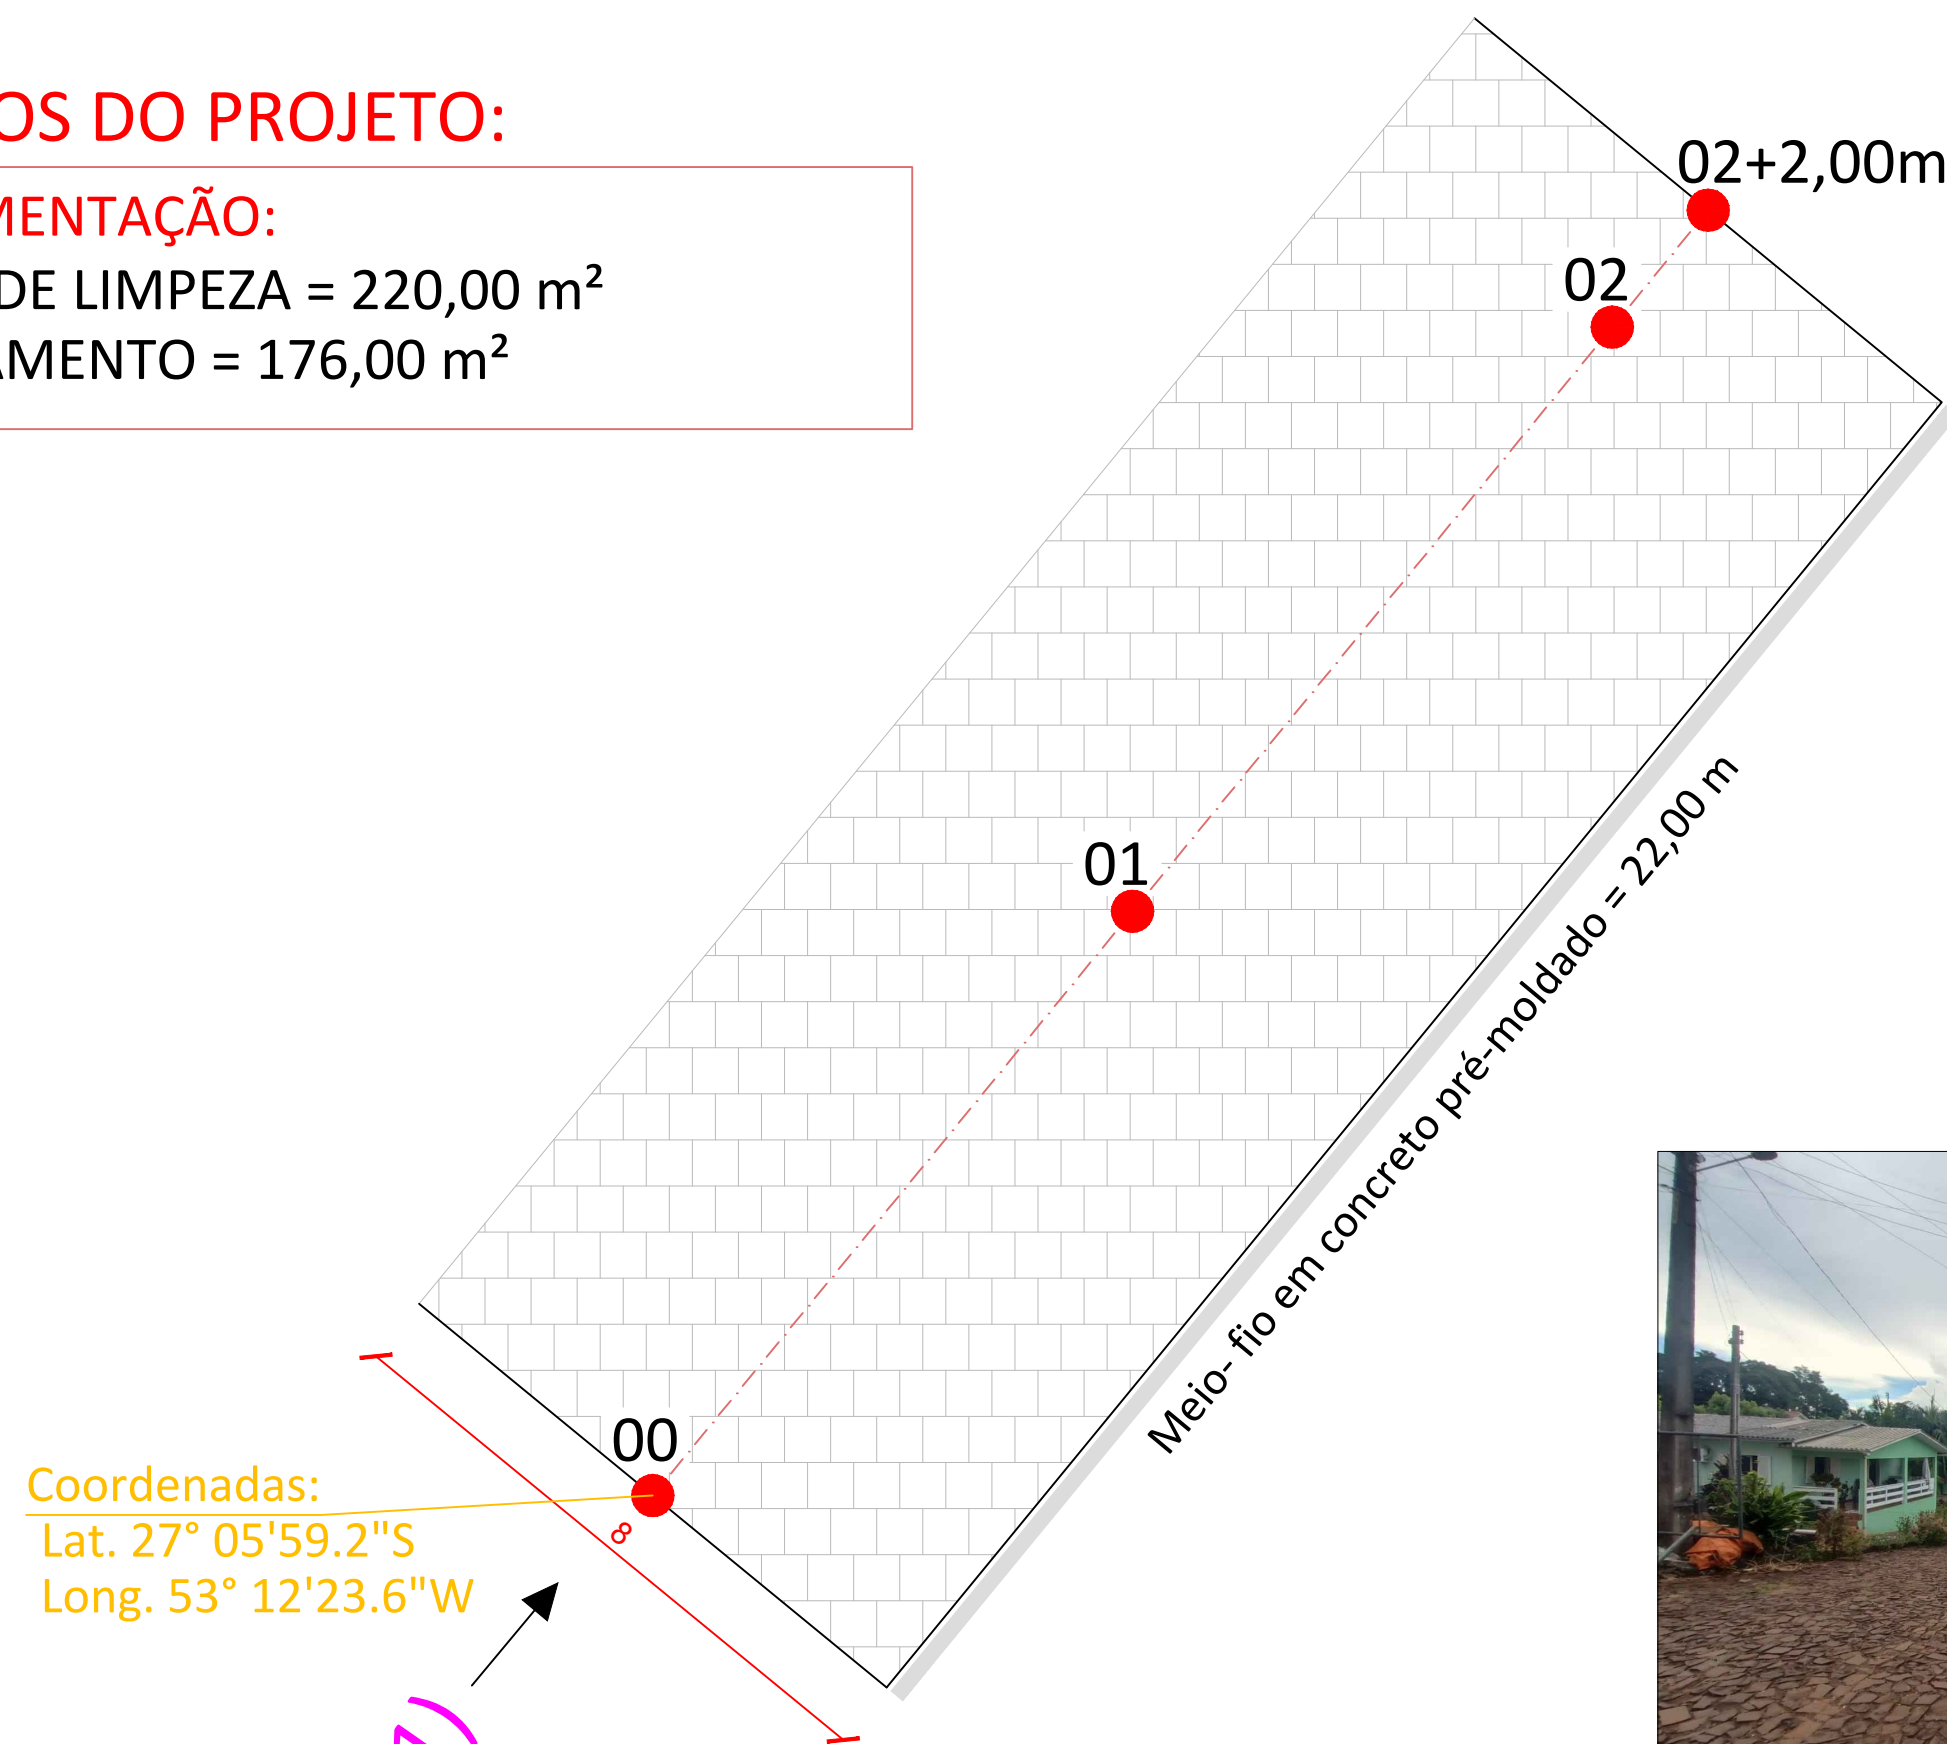 OS DO PROJETO:
MENTAÇÃO:
DE LIMPEZA = 220,00 m²
AMENTO = 176,00 m²
02+2,00m
02
01
Meio- fio em concreto pré-moldado = 22,00 m
00
8
Coordenadas:
Lat. 27° 05'59.2"S
Long. 53° 12'23.6"W